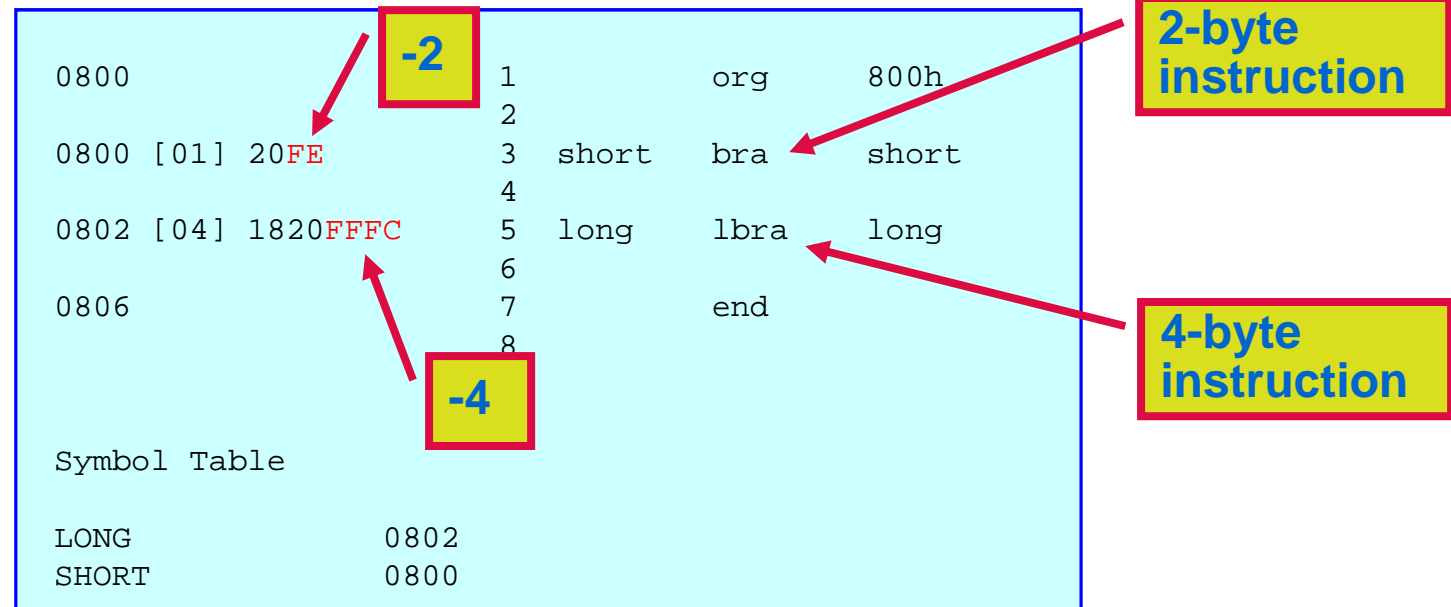 -2
2-byte
instruction
0800 1 org 800h
2
0800 [01] 20FE 3 short bra short
4
0802 [04] 1820FFFC 5 long lbra long
6
0806 7 end
8
4-byte
instruction
-4
Symbol Table
LONG 0802
SHORT 0800